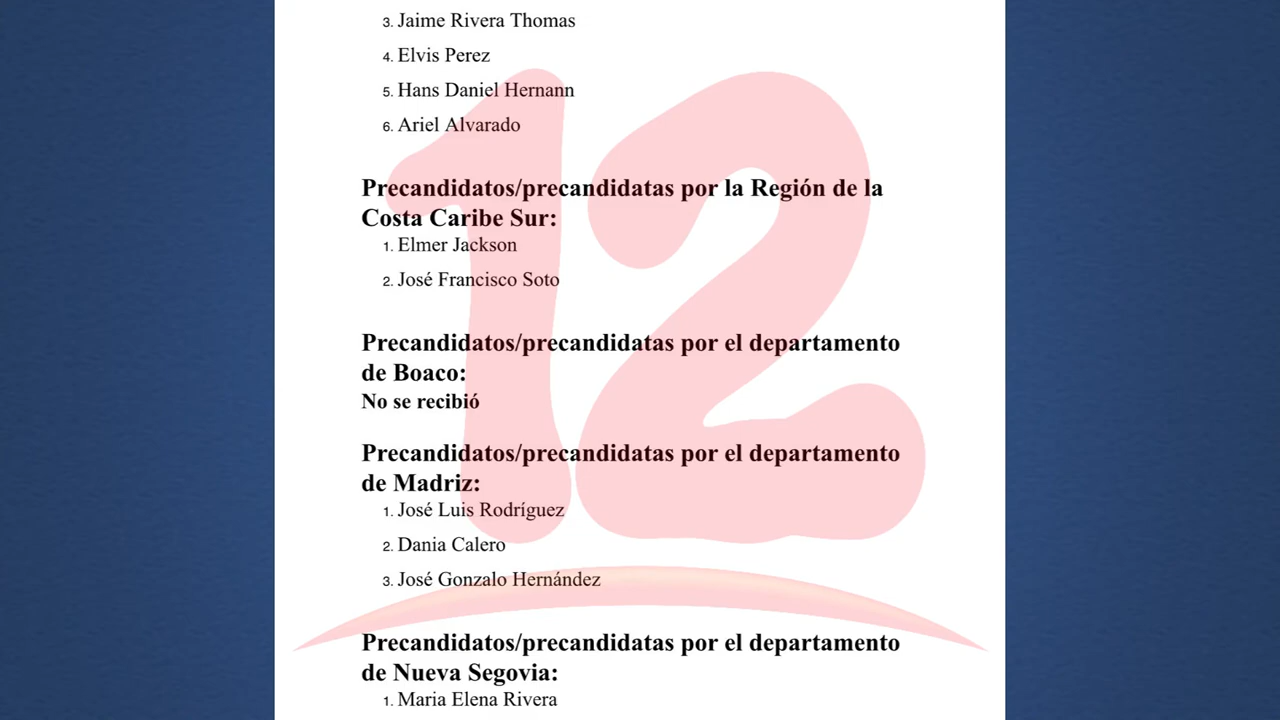 3. Jaime Rivera Thomas
4. Elvis Perez
5. Hans Daniel Hernann
6. Ariel Alvarado
Precandidatos/precandidatas por la Región de la
Costa Caribe Sur:
1. Elmer Jackson
2. José Francisco Soto
Precandidatos/precandidatas por el departamento
de Boaco:
No se recibió
Precandidatos/precandidatas por el departamento
de Madriz:
1. José Luis Rodríguez
2. Dania Calero
3. José Gonzalo Hernández
Precandidatos/precandidatas por el departamento
de Nueva Segovia:
1. Maria Elena Rivera
12